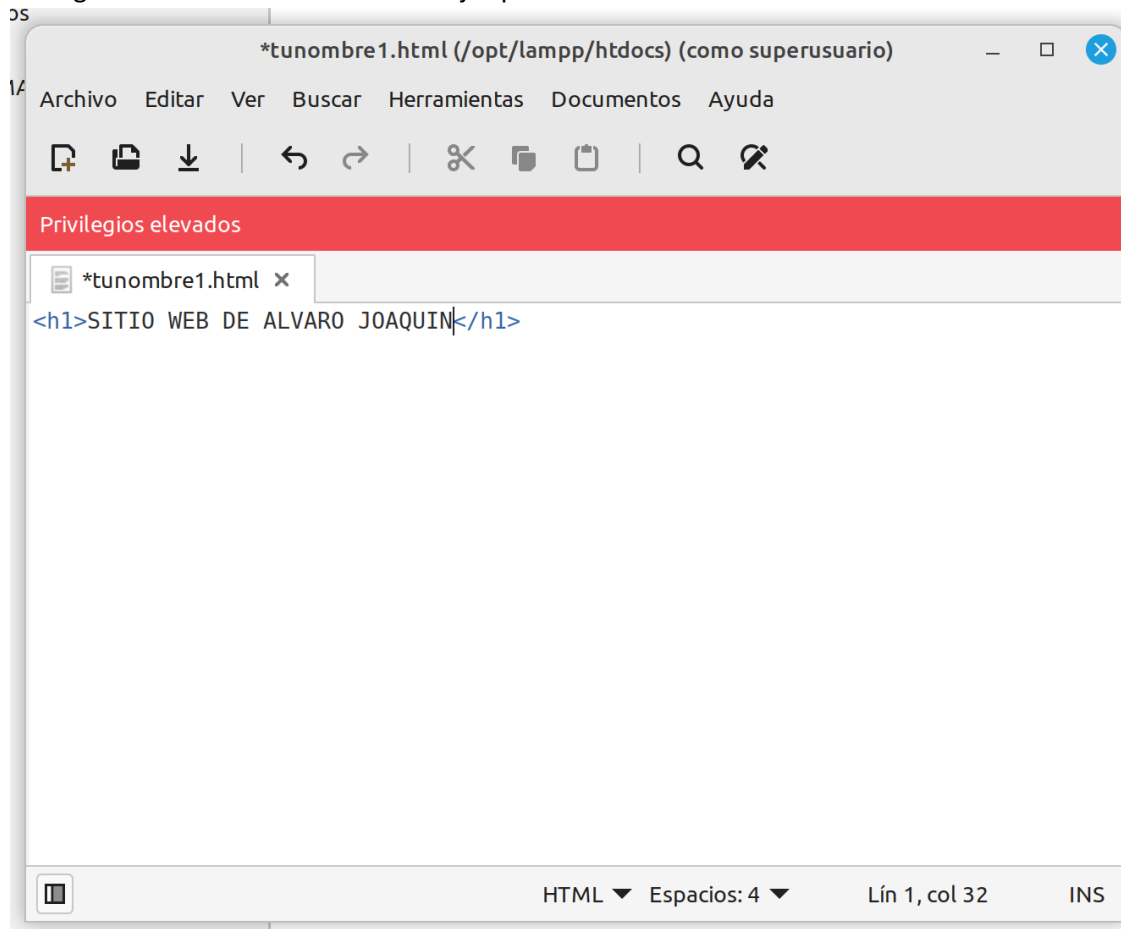 os
*tunombre1.html (/opt/lampp/htdocs) (como superusuario)
Archivo Editar Ver Buscar Herramientas Documentos Ayuda
Privilegios elevados
*tunombre1.html
<h1>SITIO WEB DE ALVARO JOAQUIN</h1>
HTML Espacios: 4 Lín 1, col 32 INS